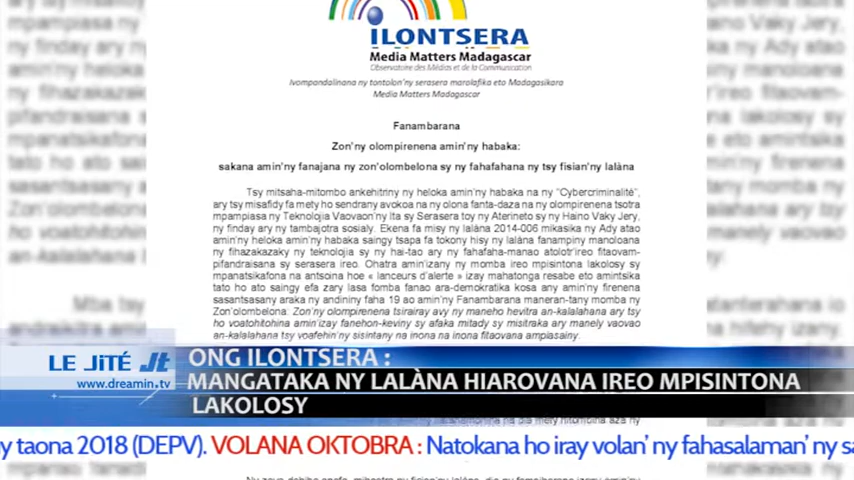 ILONTSERA
Media Matters Madagascar
Observatoire des Médias et de la Communication
Ivompandalinana ny tontolon'ny serasera marolafika eto Madagasikara
Media Matters Madagascar
Fanambarana
Zon'ny olompirenena amin'ny habaka:
sakana amin'ny fanajana ny zon'olombelona sy ny fahafahana ny tsy fisian'ny lalàna
Tsy mitsaha-mitombo ankehitriny ny heloka amin'ny habaka na ny "Cybercriminalité",
ary tsy misafidy fa mety ho sendrany avokoa na ny olona fanta-daza na ny olompirenena tsotra
mpampiasa ny Teknolojia Vaovaon'ny Ita sy Serasera toy ny Aterineto sy ny Haino Vaky Jery,
ny finday ary ny tambajotra sosialy. Ekena fa misy ny lalàna 2014-006 mikasika ny Ady atao
amin'ny heloka amin'ny habaka saingy tsapa fa tokony hisy ny lalàna fanampiny manoloana
ny fihazakazaky ny teknolojia sy ny hai-tao ary ny fahafaha-manao atolotr'ireo fitaovam-
pifandraisana sy serasera ireo. Ohatra amin'izany ny momba ireo mpisintona lakolosy sy
mpanatsikafona na antsoina hoe « lanceurs d'alerte » izay mahatonga resabe eto amintsika
tato ho ato saingy efa zary lasa fomba fanao ara-demokratika kosa any amin'ny firenena
sasantsasany araka ny andininy faha 19 ao amin'ny Fanambarana maneran-tany momba ny
Zon'olombelona: Zon'ny olompirenena tsirairay avy ny maneho hevitra an-kalalahana ary tsy
ho voatohitohina amin'izay fanehon-keviny sy afaka mitady sy misitraka ary manely vaovao
an-kalalahana tsy voafehin'ny sisintany na inona na inona fitaovana ampiasainy.
LE JiTÉ Jt
www.dreamin.tv
ONG ILONTSERA :
MANGATAKA NY LALÀNA HIAROVANA IREO MPISINTONA
LAKOLOSY
ny taona 2018 (DEPV). VOLANA OKTOBRA : Natokana ho iray volan' ny fahasalaman' ny sa